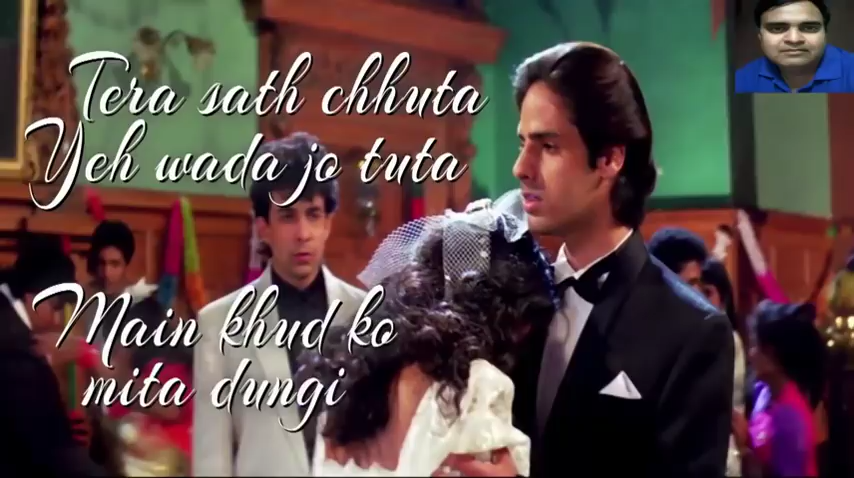 Tera sath chhuta
Yeh wada jo tuta
Main khud ko
mita dungi